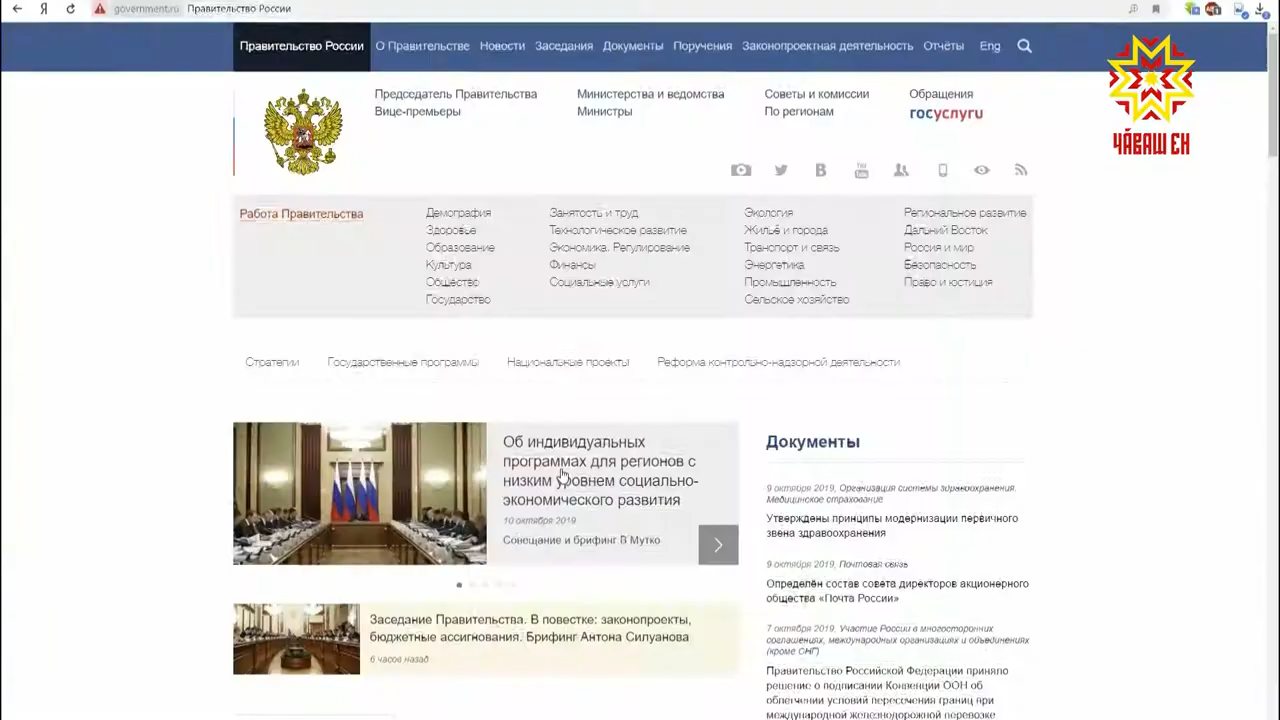 government.ru Правительство России
Правительство России О Правительстве Новости Заседания Документы Поручения Законопроектная деятельность Отчёты Eng
Председатель Правительства
Вице-премьеры
Министерства и ведомства
Министры
Советы и комиссии
По регионам
Обращения
госуслуги
ЧӐВАШ ЕН
You Tube
Работа Правительства
Демография
Здоровье
Образование
Культура
Общество
Государство
Занятость и труд
Технологическое развитие
Экономика. Регулирование
Финансы
Социальные услуги
Экология
Жильё и города
Транспорт и связь
Энергетика
Промышленность
Сельское хозяйство
Региональное развитие
Дальний Восток
Россия и мир
Безопасность
Право и юстиция
Стратегии Государственные программы Национальные проекты Реформа контрольно-надзорной деятельности
Об индивидуальных
программах для регионов с
низким уровнем социально-
экономического развития
10 октября 2019
Совещание и брифинг В Мутко
Заседание Правительства. В повестке: законопроекты,
бюджетные ассигнования. Брифинг Антона Силуанова
6 часов назад
Документы
9 октября 2019, Организация системы здравоохранения.
Медицинское страхование
Утверждены принципы модернизации первичного
звена здравоохранения
9 октября 2019, Почтовая связь
Определён состав совета директоров акционерного
общества «Почта России»
7 октября 2019, Участие России в многосторонних
соглашениях, международных организациях и объединениях
(кроме СНГ)
Правительство Российской Федерации приняло
решение о подписании Конвенции ООН об
облегчении условий пересечения границ при
международной железнодорожной перевозке